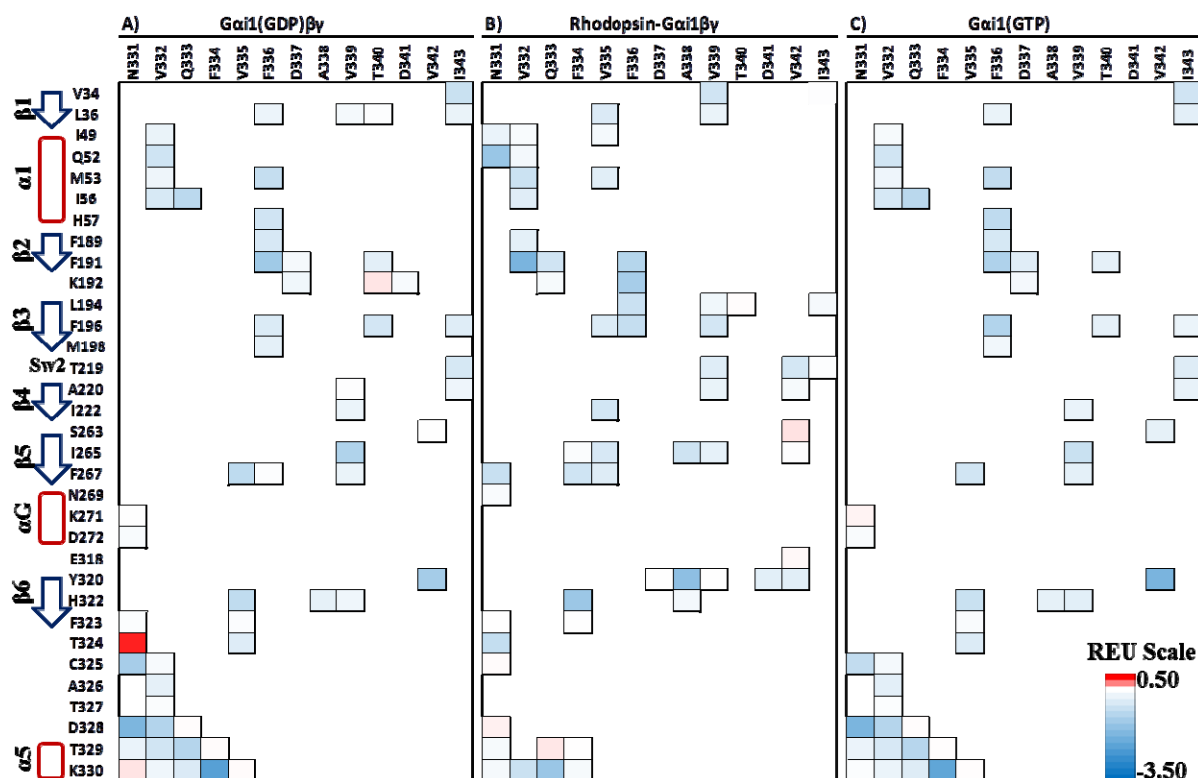 A) Gαi1(GDP)βγ B) Rhodopsin-Gαi1βγ C) Gαi1(GTP)
N331 V332 Q333 F334 V335 F336 D337 A338 V339 T340 D341 V342 I343 N331 V332 Q333 F334 V335 F336 D337 A338 V339 T340 D341 V342 I343 N331 V332 Q333 F334 V335 F336 D337 A338 V339 T340 D341 V342 I343
β1
V34
L36
α1
I49
Q52
M53
I56
H57
β2
F189
F191
K192
β3
L194
F196
M198
Sw2 T219
β4
A220
I222
β5
S263
I265
F267
αG
N269
K271
D272
β6
E318
Y320
H322
F323
T324
C325
A326
T327
D328
α5
T329
K330
REU Scale
0.50
-3.50